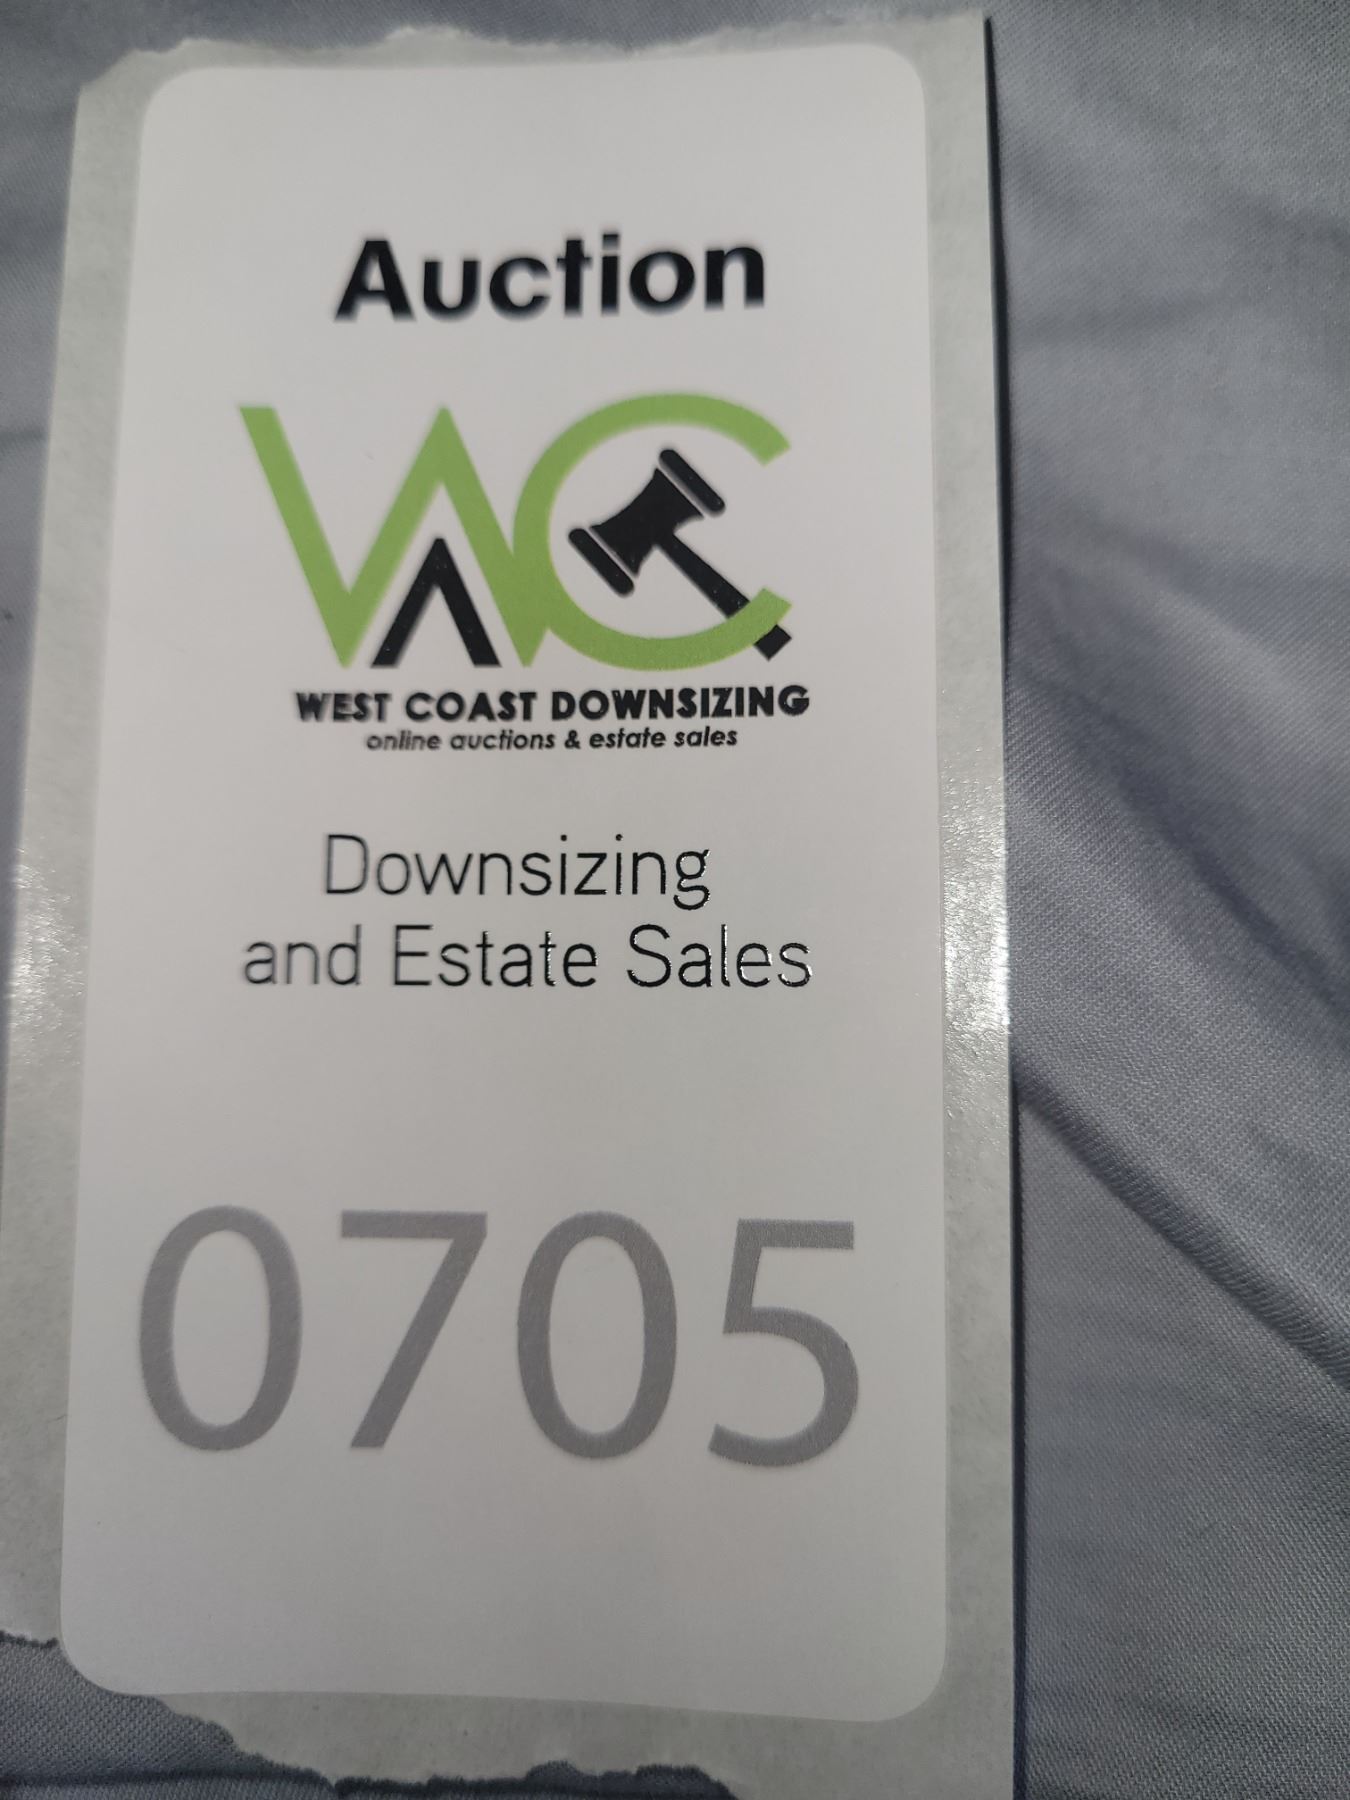 Auction
WC
WEST COAST DOWNSIZING
online auctions & estate sales
Downsizing
and Estate Sales
0705